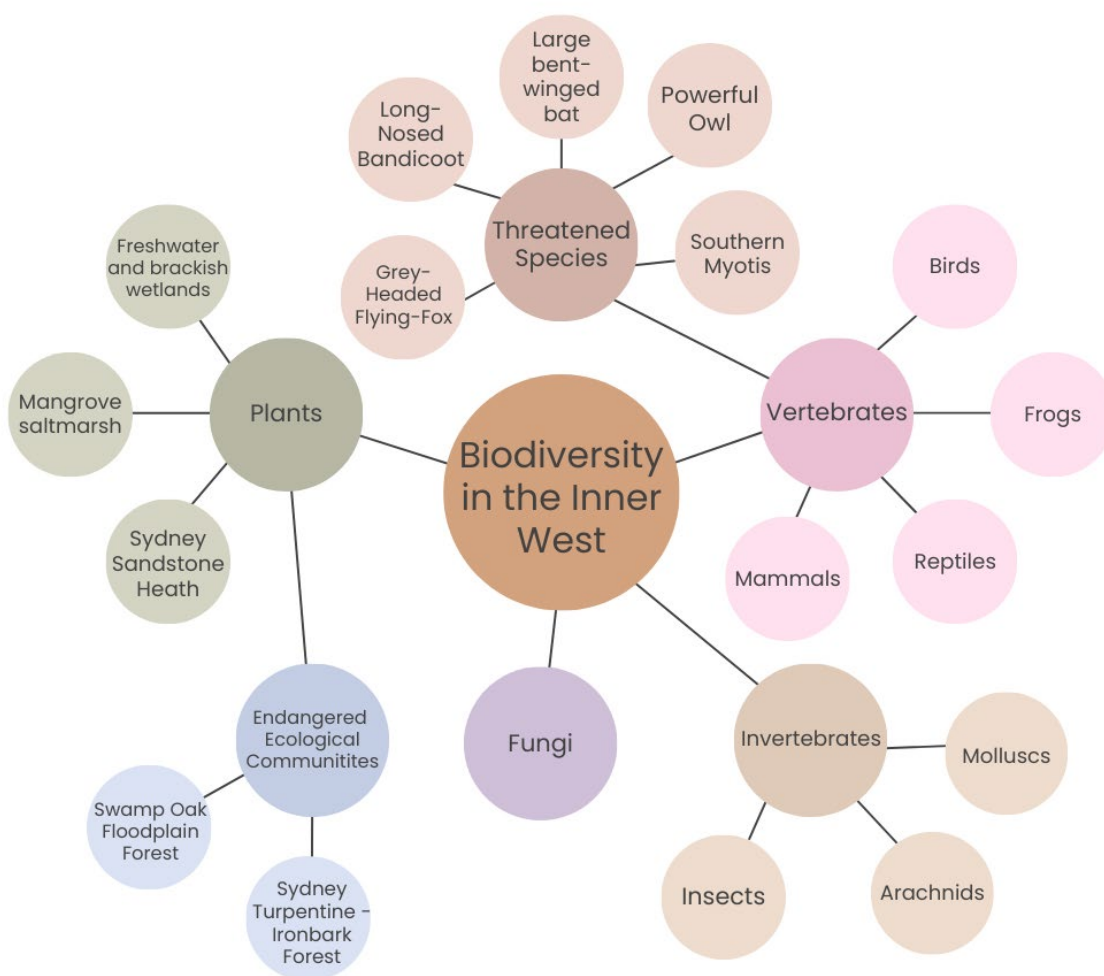 Large
bent-
winged
bat
Long-
Nosed
Bandicoot
Powerful
Owl
Threatened
Species
Southern
Myotis
Grey-
Headed
Flying-Fox
Freshwater
and brackish
wetlands
Birds
Mangrove
saltmarsh
Plants
Vertebrates
Frogs
Biodiversity
in the Inner
West
Sydney
Sandstone
Heath
Mammals
Reptiles
Endangered
Ecological
Communitites
Fungi
Invertebrates
Molluscs
Swamp Oak
Floodplain
Forest
Sydney
Turpentine -
Ironbark
Forest
Insects
Arachnids